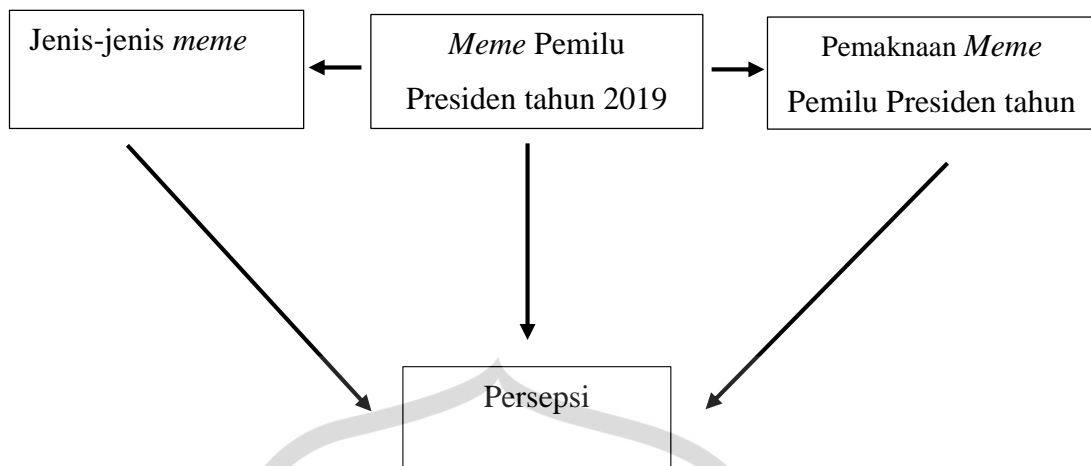 Jenis-jenis meme
Meme Pemilu
Presiden tahun 2019
Pemaknaan Meme
Pemilu Presiden tahun
Persepsi